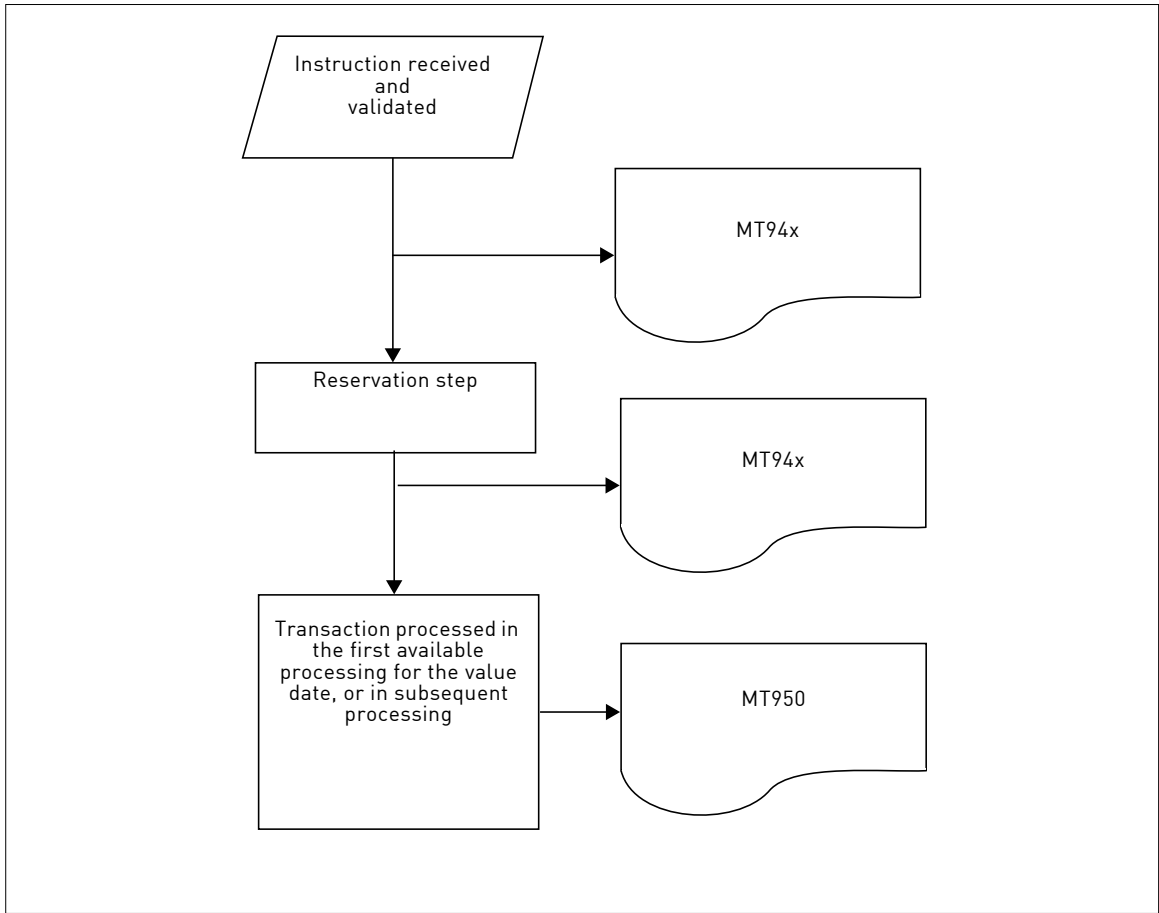 Instruction received
and
validated
MT94x
Reservation step
MT94x
Transaction processed in
the first available
processing for the value
date, or in subsequent
processing
MT950